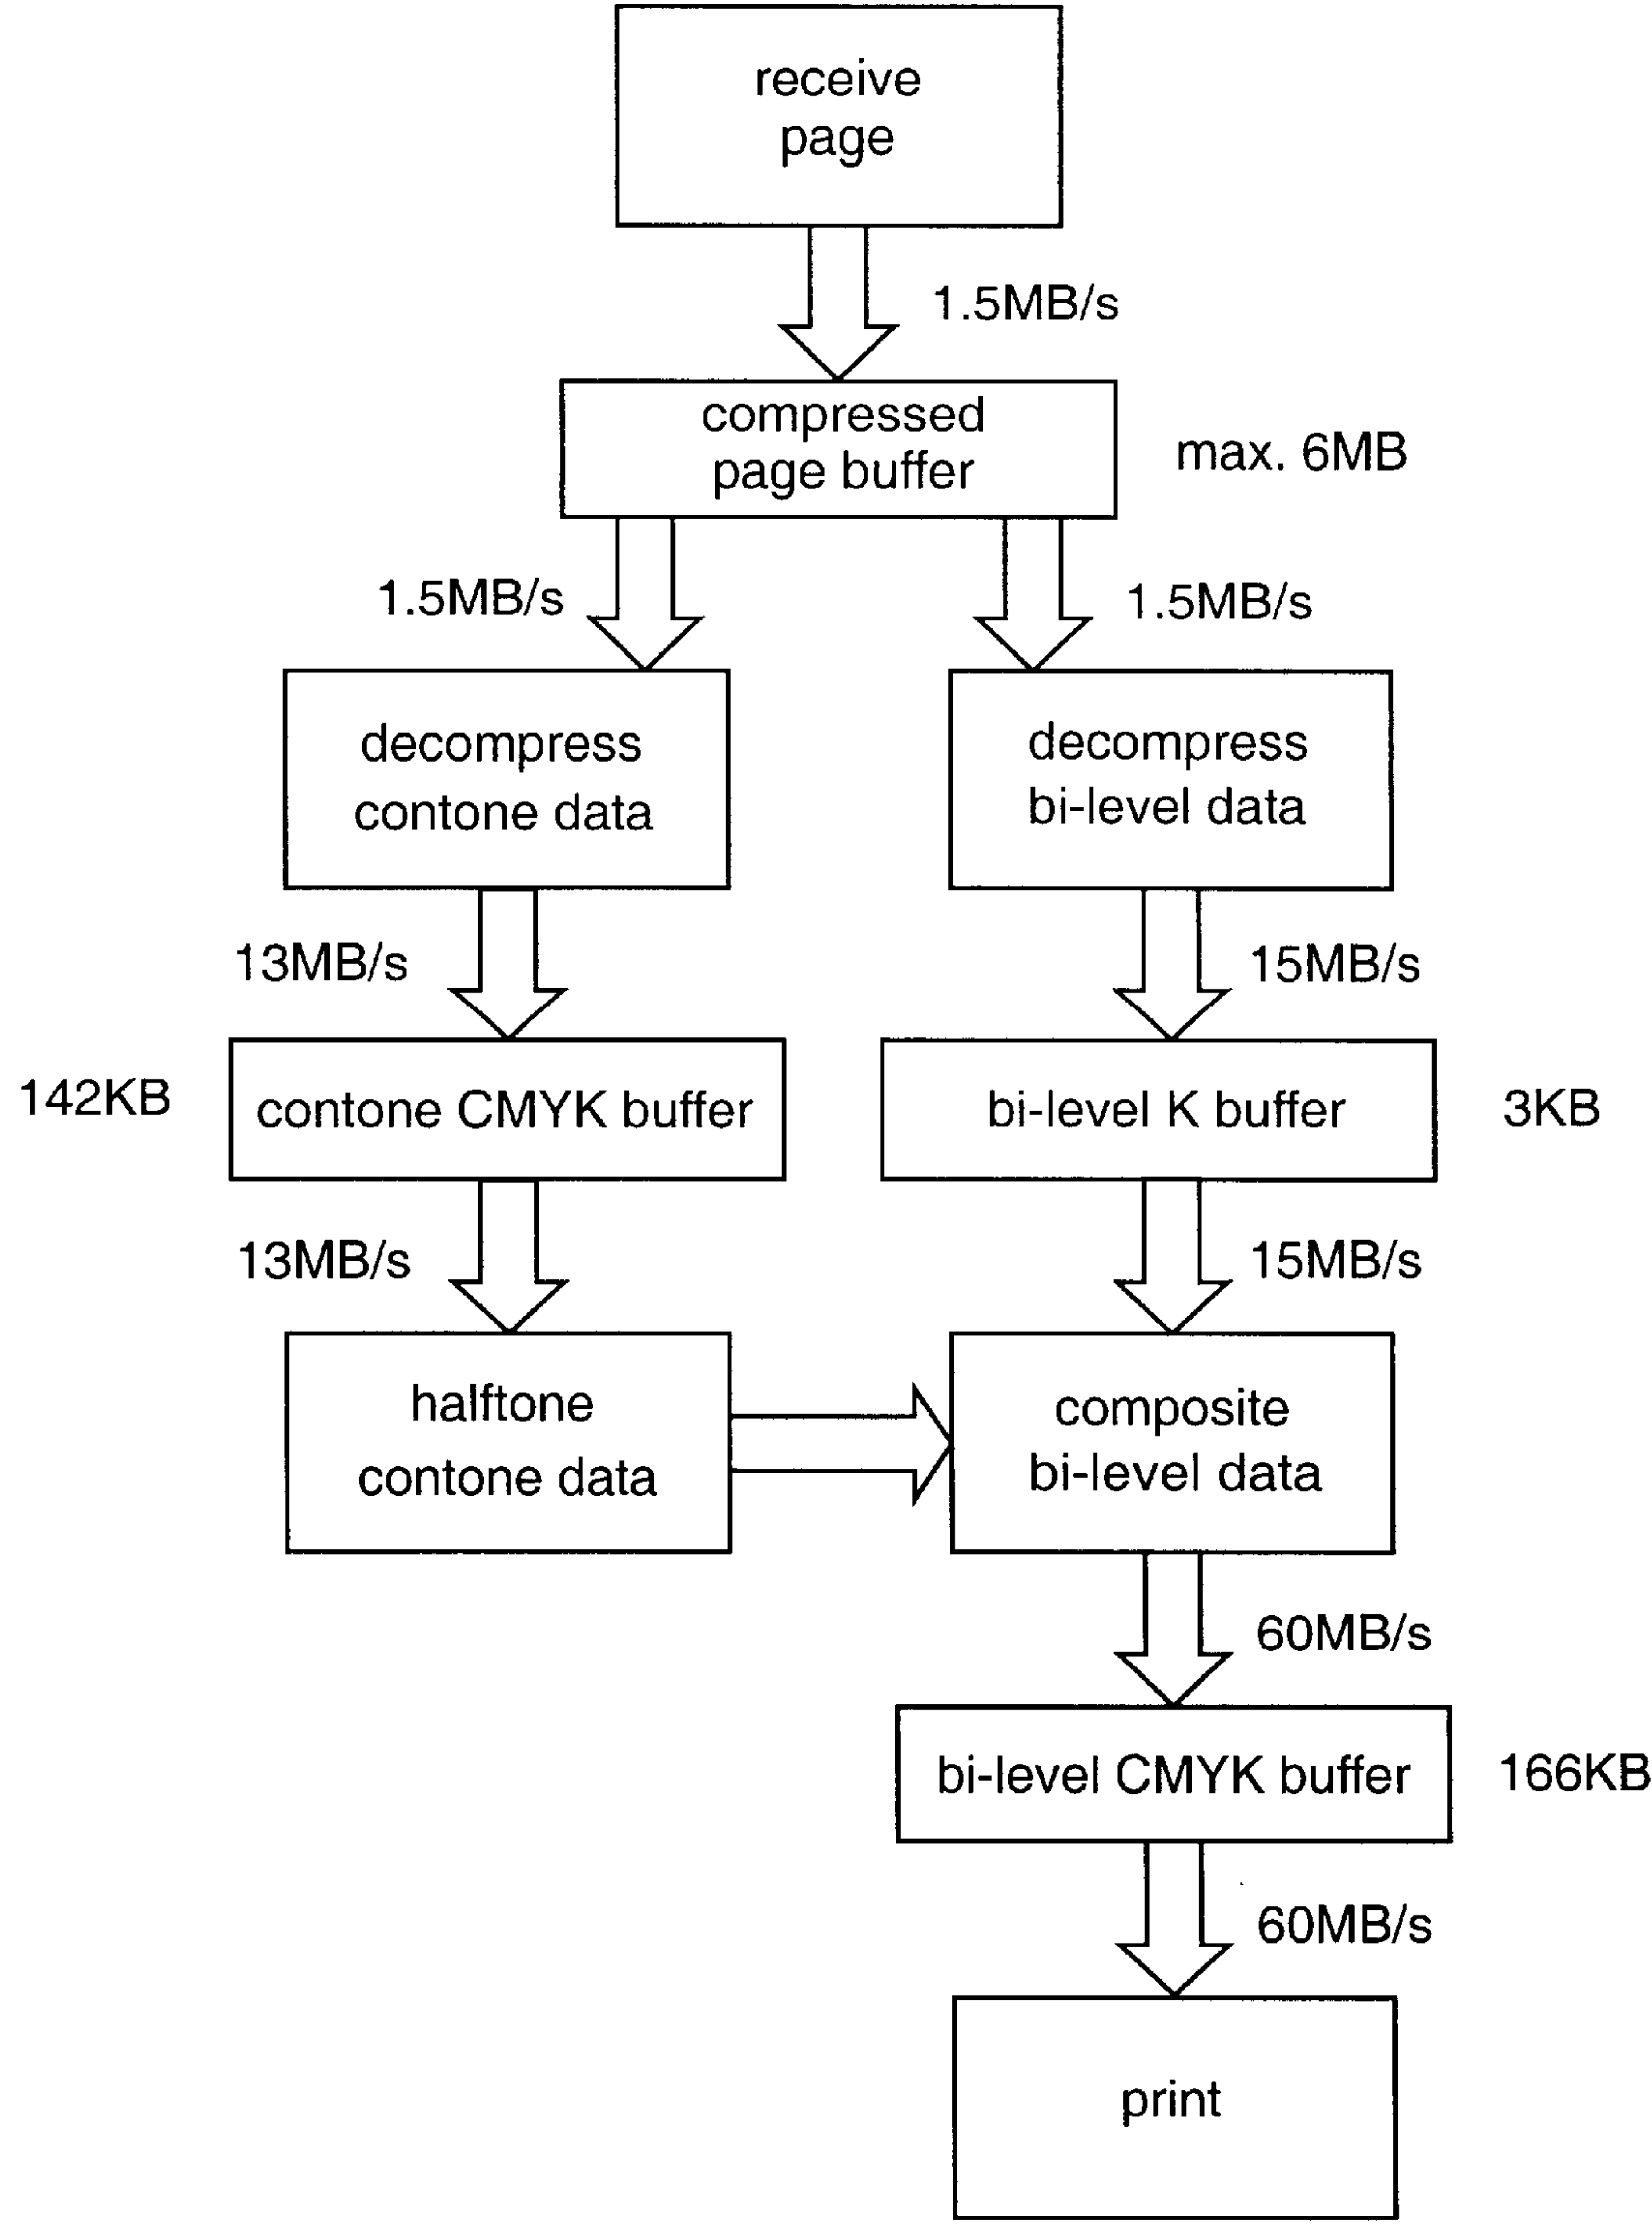 receive
page
1.5MB/s
compressed
page buffer
max. 6MB
1.5MB/s
1.5MB/s
decompress
contone data
decompress
bi-level data
13MB/s
15MB/s
142KB
contone CMYK buffer
bi-level K buffer
3KB
13MB/s
15MB/s
halftone
contone data
composite
bi-level data
60MB/s
bi-level CMYK buffer
166KB
60MB/s
print